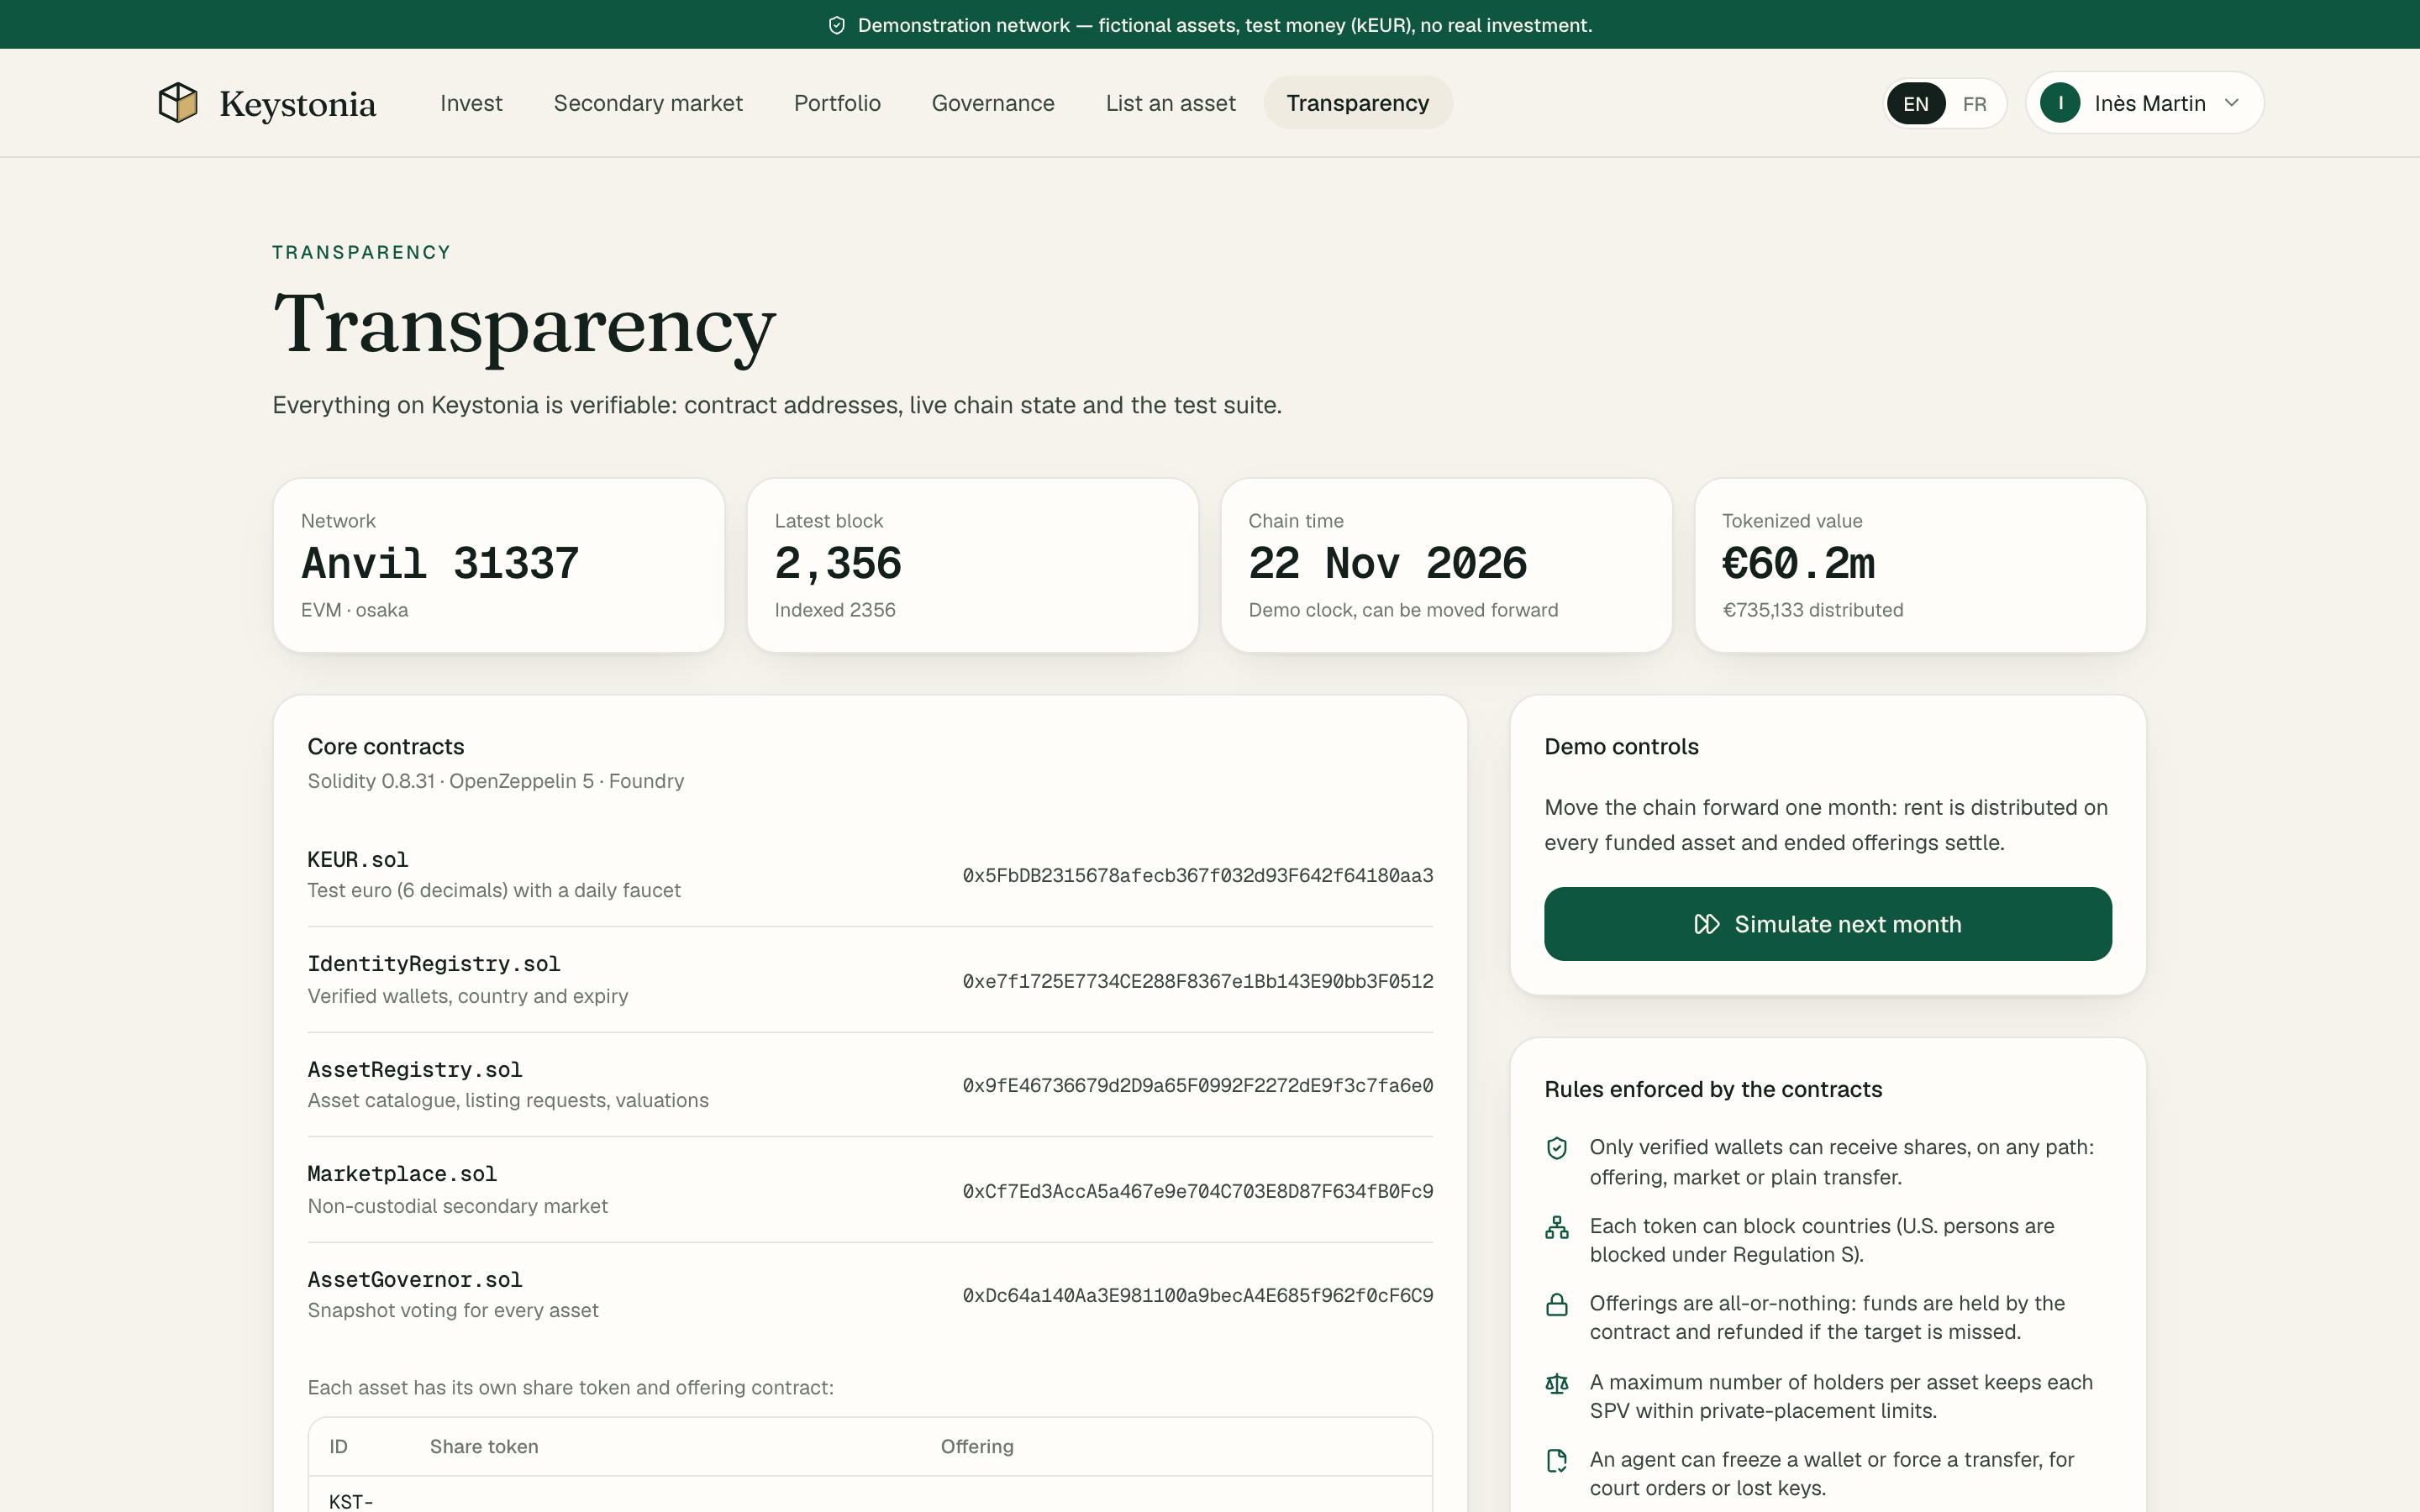 Demonstration network — fictional assets, test money (kEUR), no real investment.
Keystonia
Invest
Secondary market
Portfolio
Governance
List an asset
Transparency
EN
FR
I
Inès Martin
TRANSPARENCY
Transparency
Everything on Keystonia is verifiable: contract addresses, live chain state and the test suite.
Network
Anvil 31337
EVM · osaka
Latest block
2,356
Indexed 2356
Chain time
22 Nov 2026
Demo clock, can be moved forward
Tokenized value
€60.2m
€735,133 distributed
Core contracts
Solidity 0.8.31 · OpenZeppelin 5 · Foundry
KEUR.sol
Test euro (6 decimals) with a daily faucet
0x5FbDB2315678afecb367f032d93F642f64180aa3
IdentityRegistry.sol
Verified wallets, country and expiry
0xe7f1725E7734CE288F8367e1Bb143E90bb3F0512
AssetRegistry.sol
Asset catalogue, listing requests, valuations
0x9fE46736679d2D9a65F0992F2272dE9f3c7fa6e0
Marketplace.sol
Non-custodial secondary market
0xCf7Ed3AccA5a467e9e704C703E8D87F634fB0Fc9
AssetGovernor.sol
Snapshot voting for every asset
0xDc64a140Aa3E981100a9becA4E685f962f0cF6C9
Each asset has its own share token and offering contract:
ID
Share token
Offering
KST-
Demo controls
Move the chain forward one month: rent is distributed on
every funded asset and ended offerings settle.
Simulate next month
Rules enforced by the contracts
Only verified wallets can receive shares, on any path:
offering, market or plain transfer.
Each token can block countries (U.S. persons are
blocked under Regulation S).
Offerings are all-or-nothing: funds are held by the
contract and refunded if the target is missed.
A maximum number of holders per asset keeps each
SPV within private-placement limits.
An agent can freeze a wallet or force a transfer, for
court orders or lost keys.